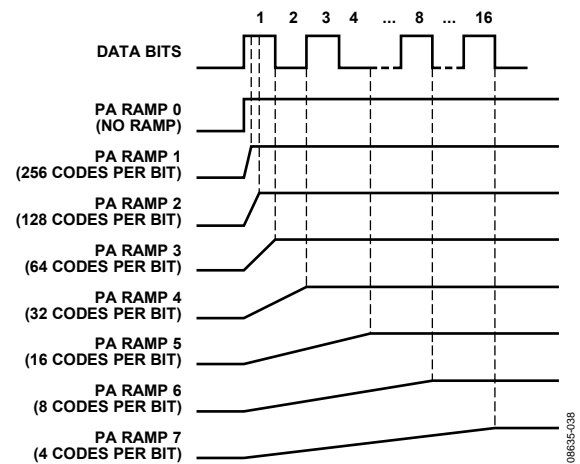 1 2 3 4 ... 8 ... 16
DATA BITS
PA RAMP 0
(NO RAMP)
PA RAMP 1
(256 CODES PER BIT)
PA RAMP 2
(128 CODES PER BIT)
PA RAMP 3
(64 CODES PER BIT)
PA RAMP 4
(32 CODES PER BIT)
PA RAMP 5
(16 CODES PER BIT)
PA RAMP 6
(8 CODES PER BIT)
PA RAMP 7
(4 CODES PER BIT)
08635-038